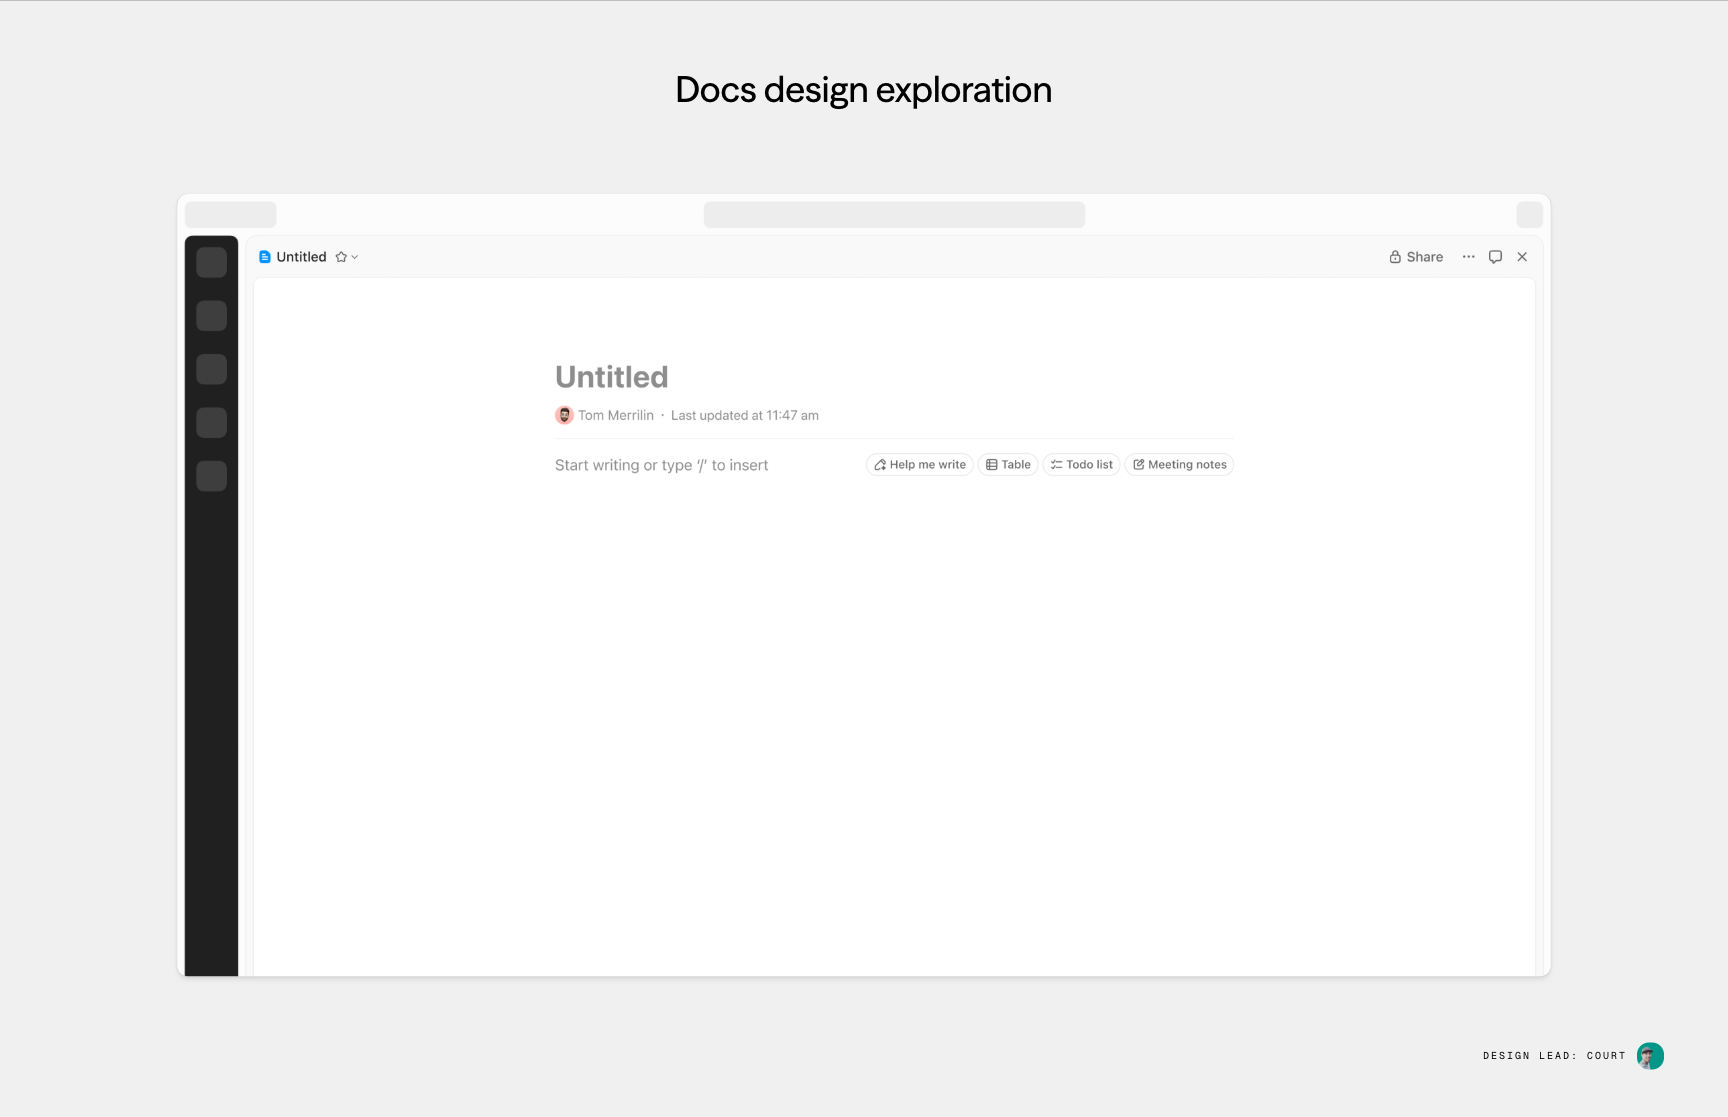 Docs design exploration
Untitled
Share
Untitled
Tom Merrilin · Last updated at 11:47 am
Start writing or type ‘/’ to insert
Help me write
Table
Todo list
Meeting notes
DESIGN LEAD: COURT